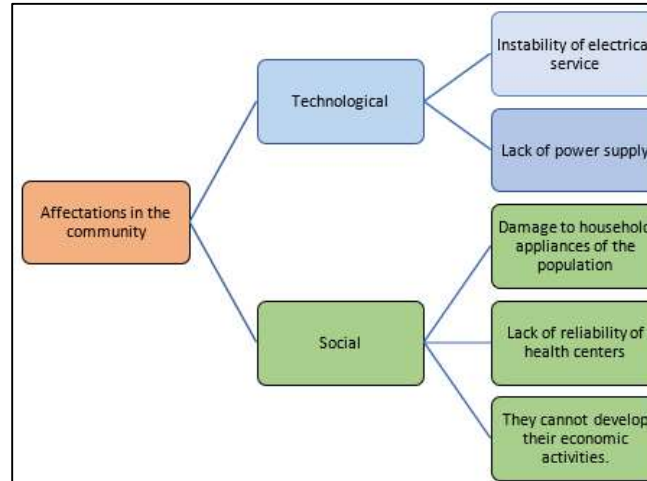 Affectations in the
community
Technological
Instability of electrical
service
Lack of power supply
Social
Damage to household
appliances of the
population
Lack of reliability of
health centers
They cannot develop
their economic
activities.